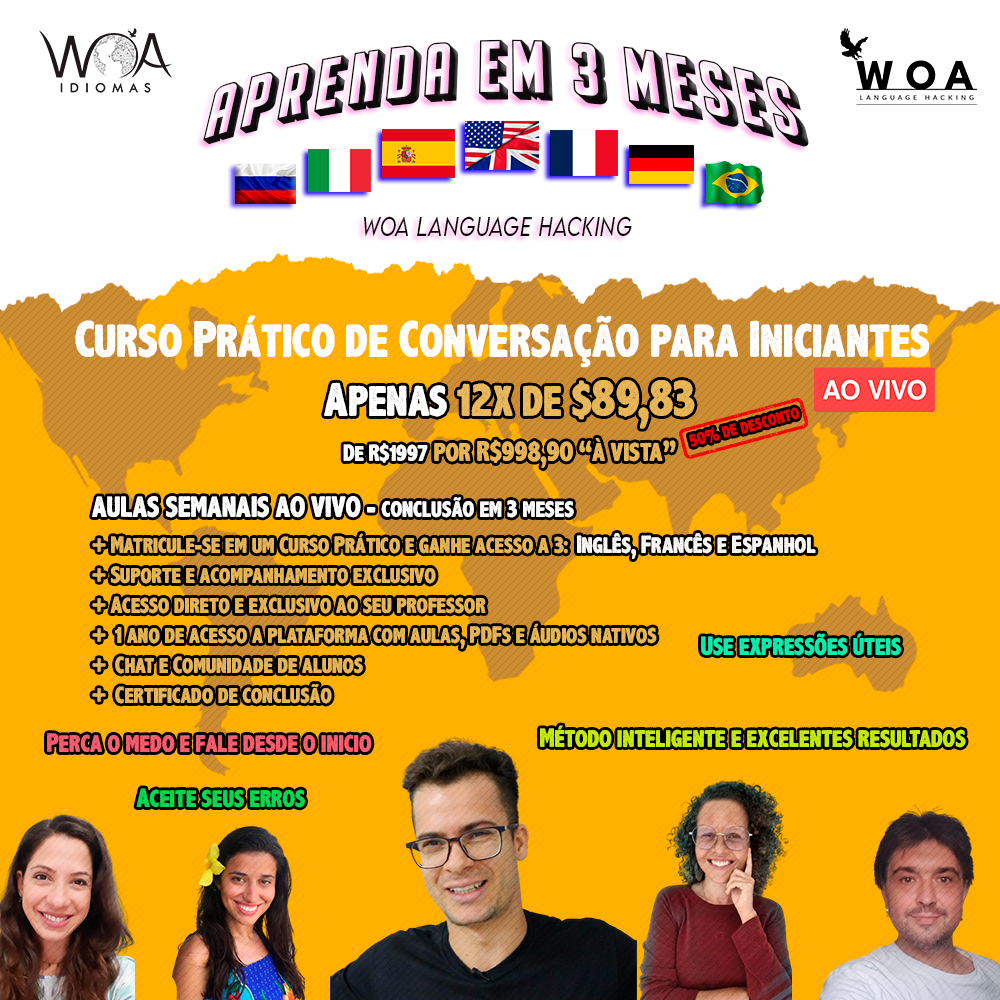 WOA
IDIOMAS
APRENDA EM 3 MESES
WOA
LANGUAGE HACKING
WOA LANGUAGE HACKING
CURSO PRÁTICO DE CONVERSAÇÃO PARA INICIANTES
APENAS 12X DE $89,83
AO VIVO
DE R$1997 POR R$998,90 “À VISTA”
50% DE DESCONTO
AULAS SEMANAIS AO VIVO - CONCLUSÃO EM 3 MESES
+ MATRICULE-SE EM UM CURSO PRÁTICO E GANHE ACESSO A 3: INGLÊS, FRANCÊS E ESPANHOL
+ SUPORTE E ACOMPANHAMENTO EXCLUSIVO
+ ACESSO DIRETO E EXCLUSIVO AO SEU PROFESSOR
+ 1 ANO DE ACESSO A PLATAFORMA COM AULAS, PDFS E ÁUDIOS NATIVOS
+ CHAT E COMUNIDADE DE ALUNOS
+ CERTIFICADO DE CONCLUSÃO
USE EXPRESSÕES ÚTEIS
PERCA O MEDO E FALE DESDE O INICIO
MÉTODO INTELIGENTE E EXCELENTES RESULTADOS
ACEITE SEUS ERROS